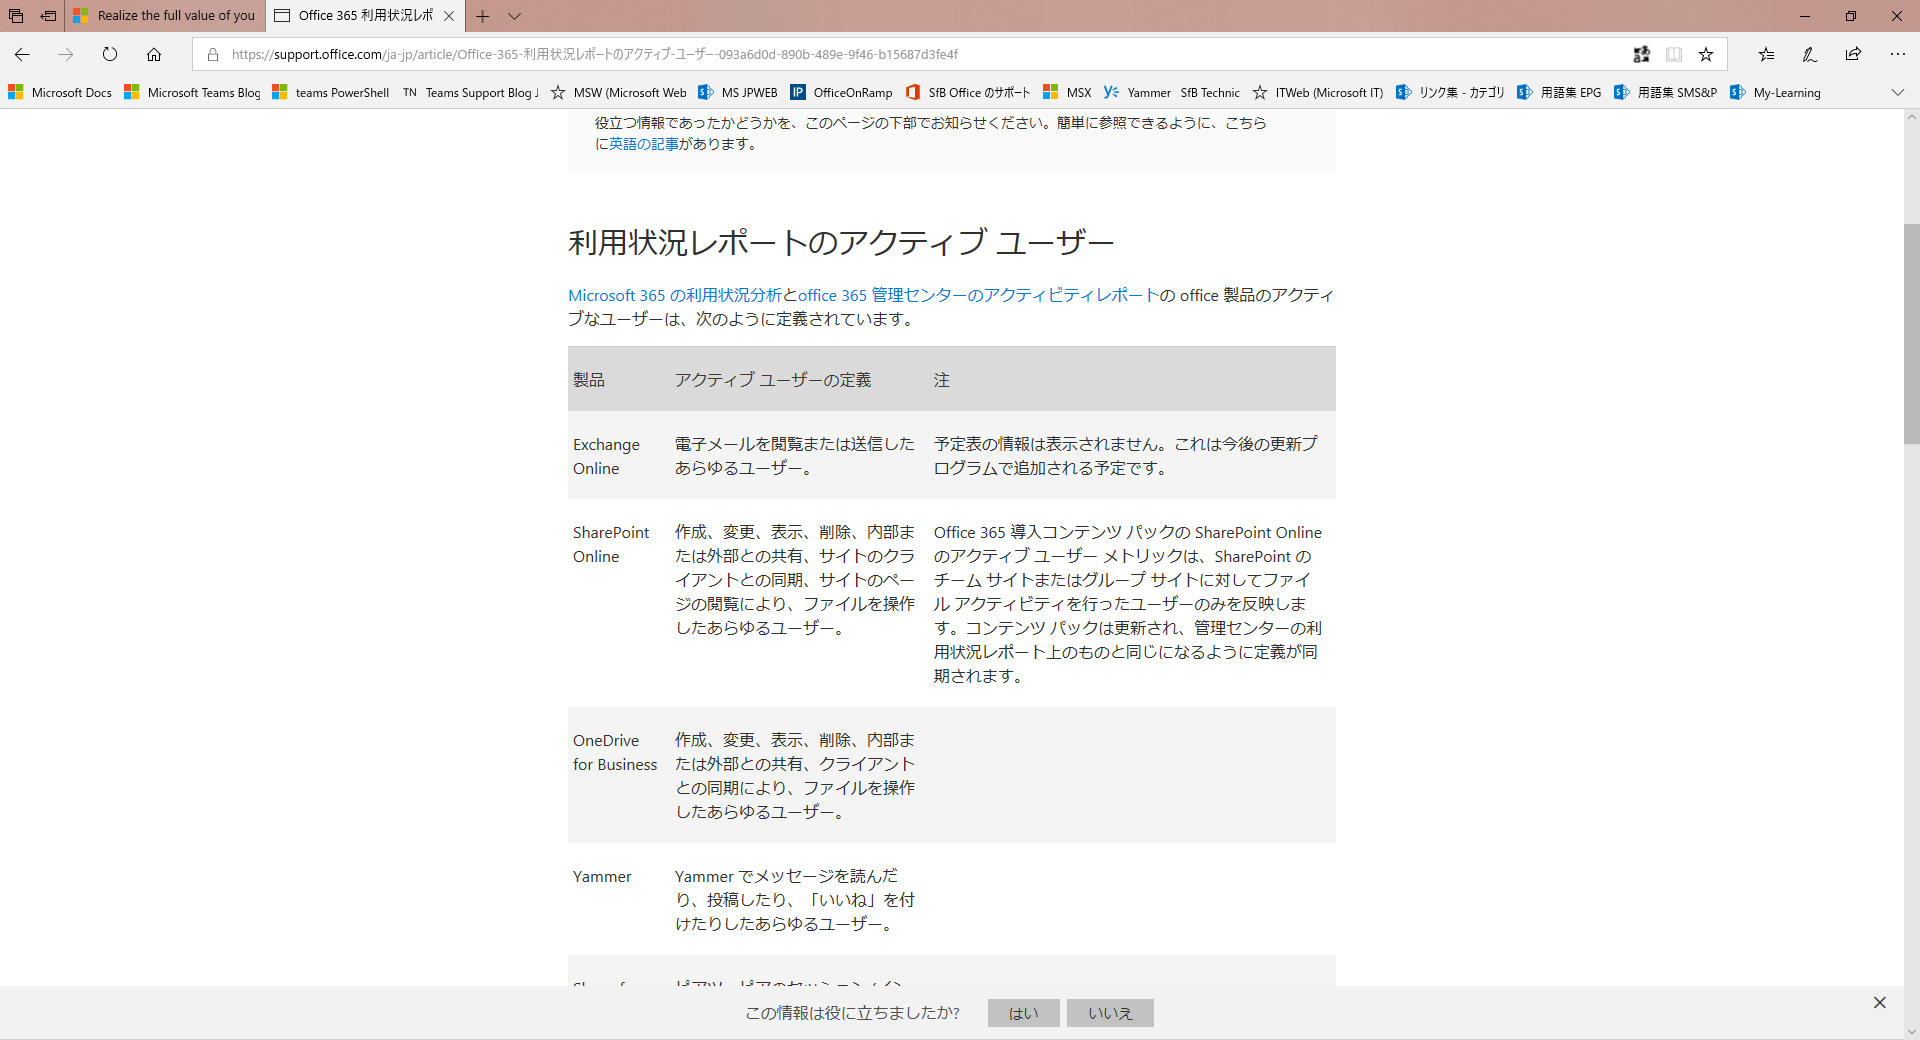 Realize the full value of you
Office 365 利用状況レポ
https://support.office.com/ja-jp/article/Office-365-利用状況レポートのアクティブ-ユーザー-093a6d0d-890b-489e-9f46-b15687d3fe4f
Microsoft Docs
Microsoft Teams Blog
teams PowerShell
TN Teams Support Blog J
MSW (Microsoft Web
MS JPWEB
IP OfficeOnRamp
SfB Office のサポート
MSX
Yammer
SfB Technic
ITWeb (Microsoft IT)
リンク集 - カテゴリ
用語集 EPG
用語集 SMS&P
My-Learning
役立つ情報であったかどうかを、このページの下部でお知らせください。簡単に参照できるように、こちら
に英語の記事があります。
利用状況レポートのアクティブ ユーザー
Microsoft 365 の利用状況分析とoffice 365 管理センターのアクティビティレポートの office 製品のアクティ
ブなユーザーは、次のように定義されています。
製品
アクティブ ユーザーの定義
注
Exchange
Online
電子メールを閲覧または送信した
あらゆるユーザー。
予定表の情報は表示されません。これは今後の更新プ
ログラムで追加される予定です。
SharePoint
Online
作成、変更、表示、削除、内部ま
たは外部との共有、サイトのクラ
イアントとの同期、サイトのペー
ジの閲覧により、ファイルを操作
したあらゆるユーザー。
Office 365 導入コンテンツ パックの SharePoint Online
のアクティブ ユーザー メトリックは、SharePoint の
チーム サイトまたはグループ サイトに対してファイ
ル アクティビティを行ったユーザーのみを反映しま
す。コンテンツ パックは更新され、管理センターの利
用状況レポート上のものと同じになるように定義が同
期されます。
OneDrive
for Business
作成、変更、表示、削除、内部ま
たは外部との共有、クライアント
との同期により、ファイルを操作
したあらゆるユーザー。
Yammer
Yammer でメッセージを読んだ
り、投稿したり、「いいね」を付
けたりしたあらゆるユーザー。
この情報は役に立ちましたか?
はい
いいえ